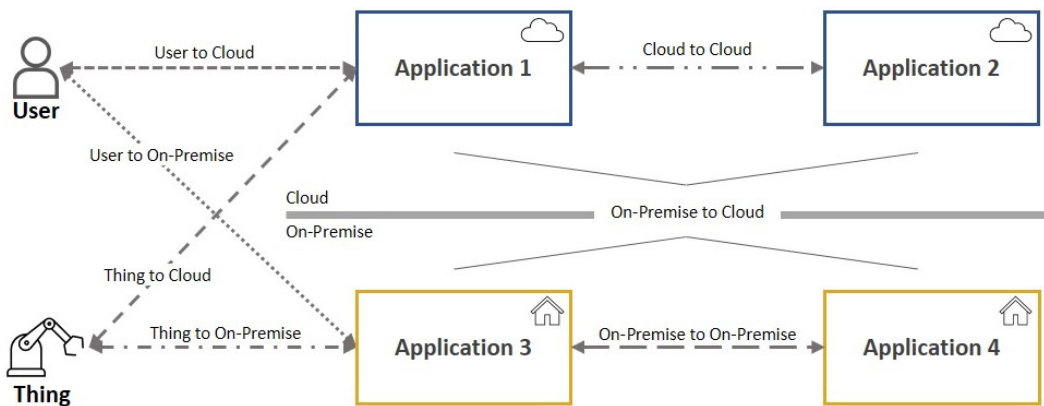 User to Cloud
Application 1
Cloud to Cloud
Application 2
User
User to On-Premise
Cloud
On-Premise to Cloud
On-Premise
Thing to Cloud
Thing to On-Premise
Application 3
On-Premise to On-Premise
Application 4
Thing